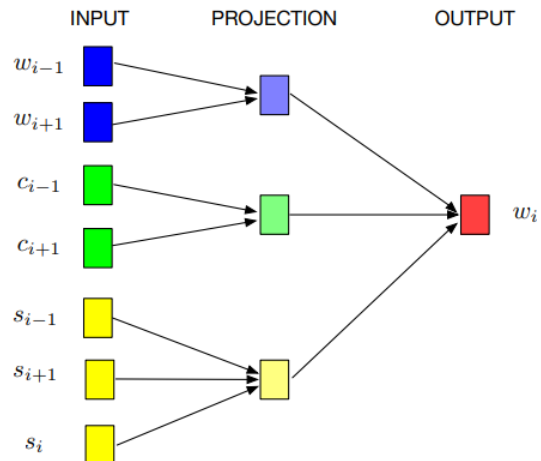 INPUT PROJECTION OUTPUT
w_{i-1}
w_{i+1}
c_{i-1}
w_i
c_{i+1}
s_{i-1}
s_{i+1}
s_i